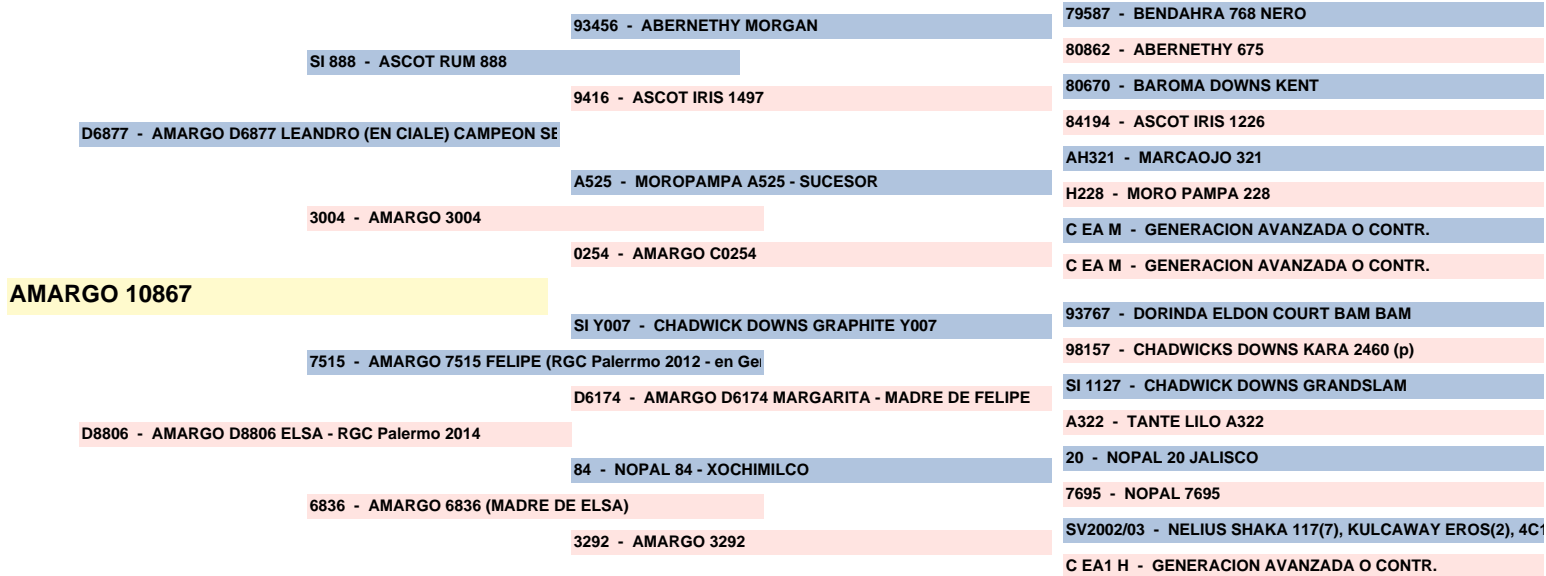 79587 - BENDAHRA 768 NERO
93456 - ABERNETHY MORGAN
80862 - ABERNETHY 675
SI 888 - ASCOT RUM 888
80670 - BAROMA DOWNS KENT
9416 - ASCOT IRIS 1497
84194 - ASCOT IRIS 1226
D6877 - AMARGO D6877 LEANDRO (EN CIALE) CAMPEON SE
AH321 - MARCAOJO 321
A525 - MOROPAMPA A525 - SUCESOR
H228 - MORO PAMPA 228
3004 - AMARGO 3004
C EA M - GENERACION AVANZADA O CONTR.
0254 - AMARGO C0254
C EA M - GENERACION AVANZADA O CONTR.
AMARGO 10867
93767 - DORINDA ELDON COURT BAM BAM
SI Y007 - CHADWICK DOWNS GRAPHITE Y007
98157 - CHADWICKS DOWNS KARA 2460 (p)
7515 - AMARGO 7515 FELIPE (RGC Palerrmo 2012 - en Ge
SI 1127 - CHADWICK DOWNS GRANDSLAM
D6174 - AMARGO D6174 MARGARITA - MADRE DE FELIPE
A322 - TANTE LILO A322
D8806 - AMARGO D8806 ELSA - RGC Palermo 2014
20 - NOPAL 20 JALISCO
84 - NOPAL 84 - XOCHIMILCO
7695 - NOPAL 7695
6836 - AMARGO 6836 (MADRE DE ELSA)
SV2002/03 - NELIUS SHAKA 117(7), KULCAWAY EROS(2), 4C1
3292 - AMARGO 3292
C EA1 H - GENERACION AVANZADA O CONTR.